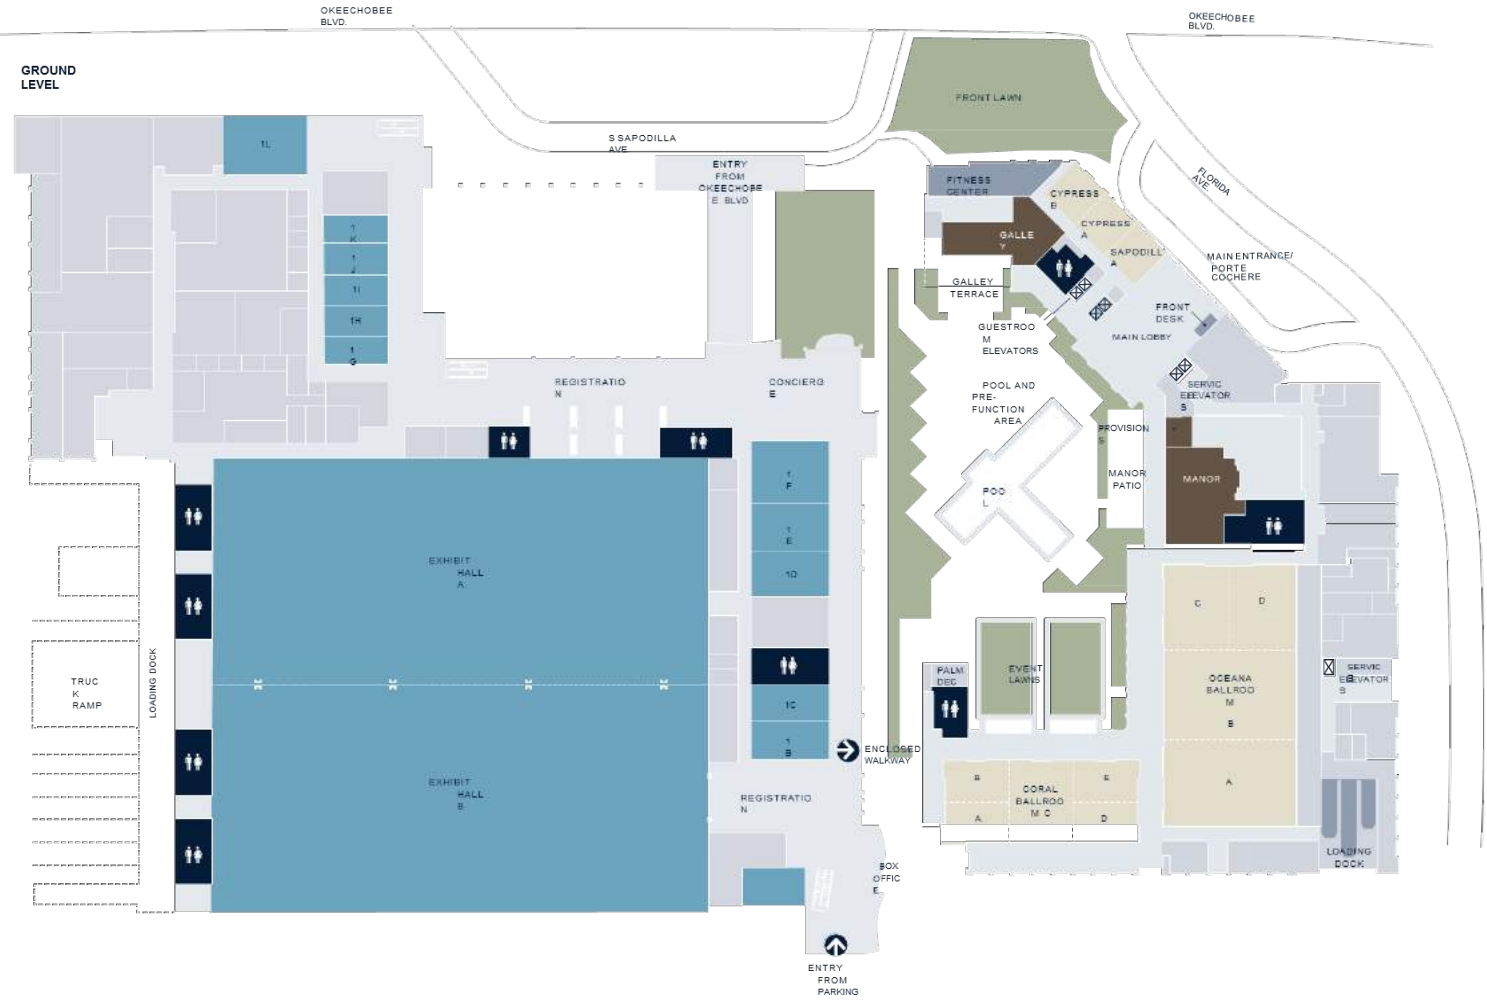 OKEECHOBEE
BLVD.
OKEECHOBEE
BLVD.
GROUND
LEVEL
FRONT LAWN
S SAPODILLA
AVE
1L
ENTRY
FROM
OKEECHOBE
E BLVD
FITNESS
CENTER
CYPRESS
B
CYPRESS
A
SAPODILL
A
FLORIDA
AVE
GALLE
Y
MAIN ENTRANCE/
PORTE
COCHERE
1
K
1
J
1I
1H
1
G
GALLEY
TERRACE
FRONT
DESK
GUESTROO
M
ELEVATORS
MAIN LOBBY
REGISTRATIO
N
CONCIERG
E
POOL AND
PRE-
FUNCTION
AREA
SERVIC
E
ELEVATOR
S
PROVISION
S
1
F
MANOR
PATIO
MANOR
POO
L
1
E
1D
EXHIBIT
HALL
A
C
D
LOADING DOCK
TRUC
K
RAMP
PALM
DEC
EVENT
LAWNS
OCEANA
BALLROO
M
B
SERVIC
E
ELEVATOR
S
1C
1
B
ENCLOSED
WALKWAY
EXHIBIT
HALL
B
REGISTRATIO
N
B
E
CORAL
BALLROO
M C
A
D
A
LOADING
DOCK
BOX
OFFIC
E
ENTRY
FROM
PARKING